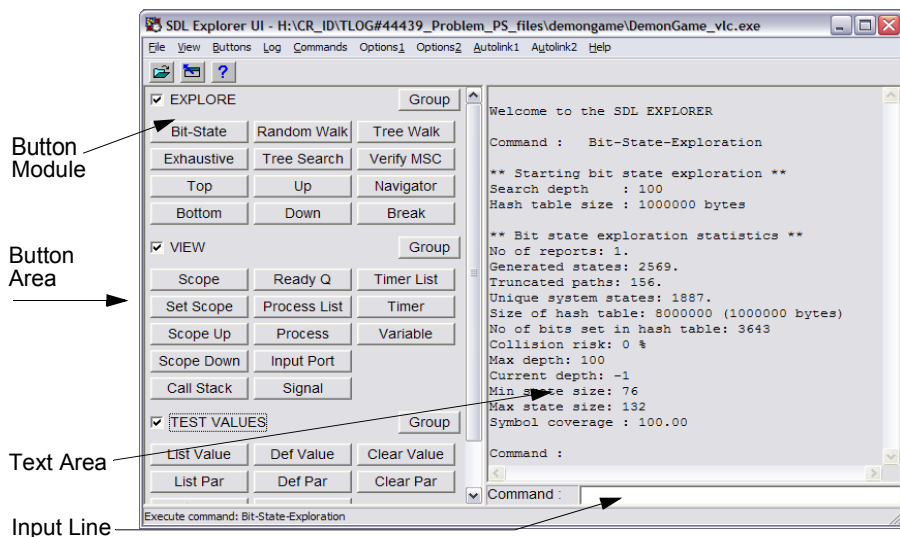 SDL Explorer UI - H:\CR_ID\TLOG#44439_Problem_PS_files\demongame\DemonGame_vlc.exe
File View Buttons Log Commands Options1 Options2 Autolink1 Autolink2 Help
EXPLORE Group
Bit-State Random Walk Tree Walk
Exhaustive Tree Search Verify MSC
Top Up Navigator
Bottom Down Break
VIEW Group
Scope Ready Q Timer List
Set Scope Process List Timer
Scope Up Process Variable
Scope Down Input Port
Call Stack Signal
TEST VALUES Group
List Value Def Value Clear Value
List Par Def Par Clear Par
Welcome to the SDL EXPLORER
Command : Bit-State-Exploration
** Starting bit state exploration **
Search depth : 100
Hash table size : 1000000 bytes
** Bit state exploration statistics **
No of reports: 1.
Generated states: 2569.
Truncated paths: 156.
Unique system states: 1887.
Size of hash table: 8000000 (1000000 bytes)
No of bits set in hash table: 3643
Collision risk: 0 %
Max depth: 100
Current depth: -1
Min state size: 76
Max state size: 132
Symbol coverage : 100.00
Command :
Command :
Execute command: Bit-State-Exploration
Button
Module
Button
Area
Text Area
Input Line